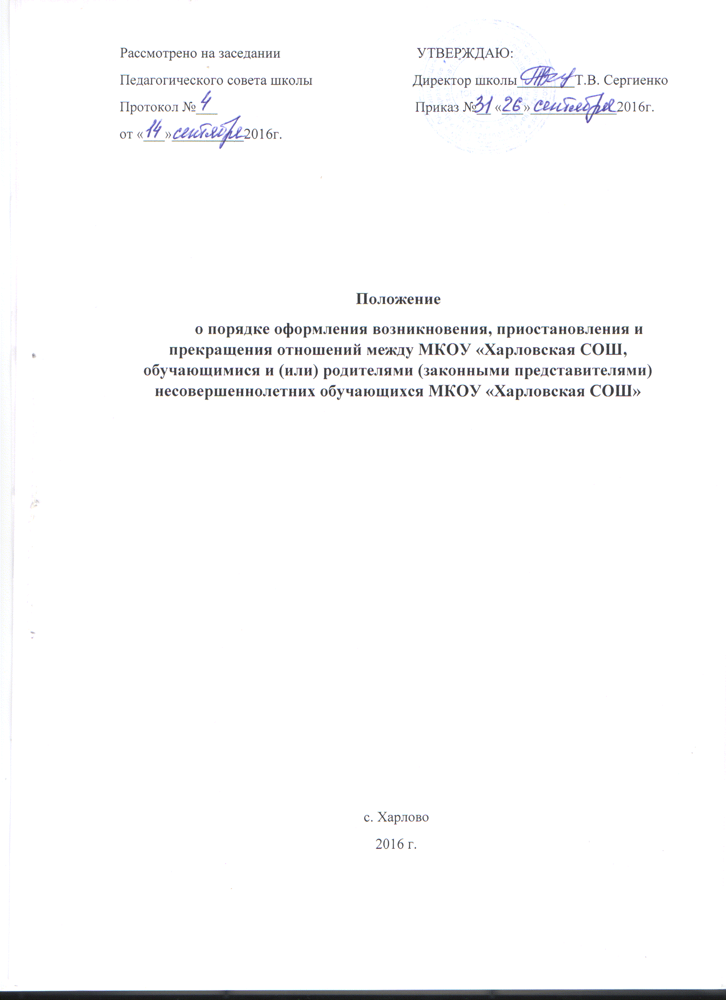 Рассмотрено на заседании
Педагогического совета школы
Протокол № 4
от «14» сентября 2016г.
УТВЕРЖДАЮ:
Директор школы Т.В. Сергиенко
Приказ №31 «26» сентября 2016г.
Положение
о порядке оформления возникновения, приостановления и
прекращения отношений между МКОУ «Харловская СОШ,
обучающимися и (или) родителями (законными представителями)
несовершеннолетних обучающихся МКОУ «Харловская СОШ»
с. Харлово
2016 г.